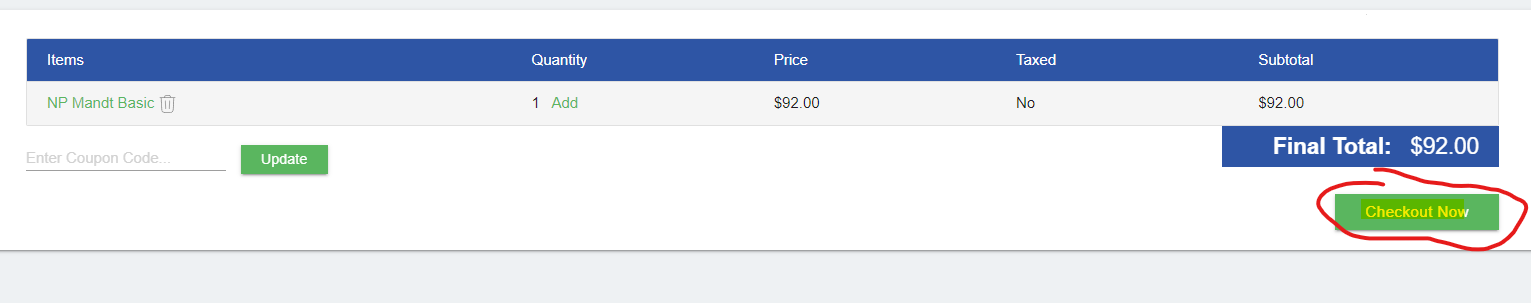 Items Quantity Price Taxed Subtotal
NP Mandt Basic 1 Add $92.00 No $92.00
Final Total: $92.00
Enter Coupon Code... Update
Checkout Now